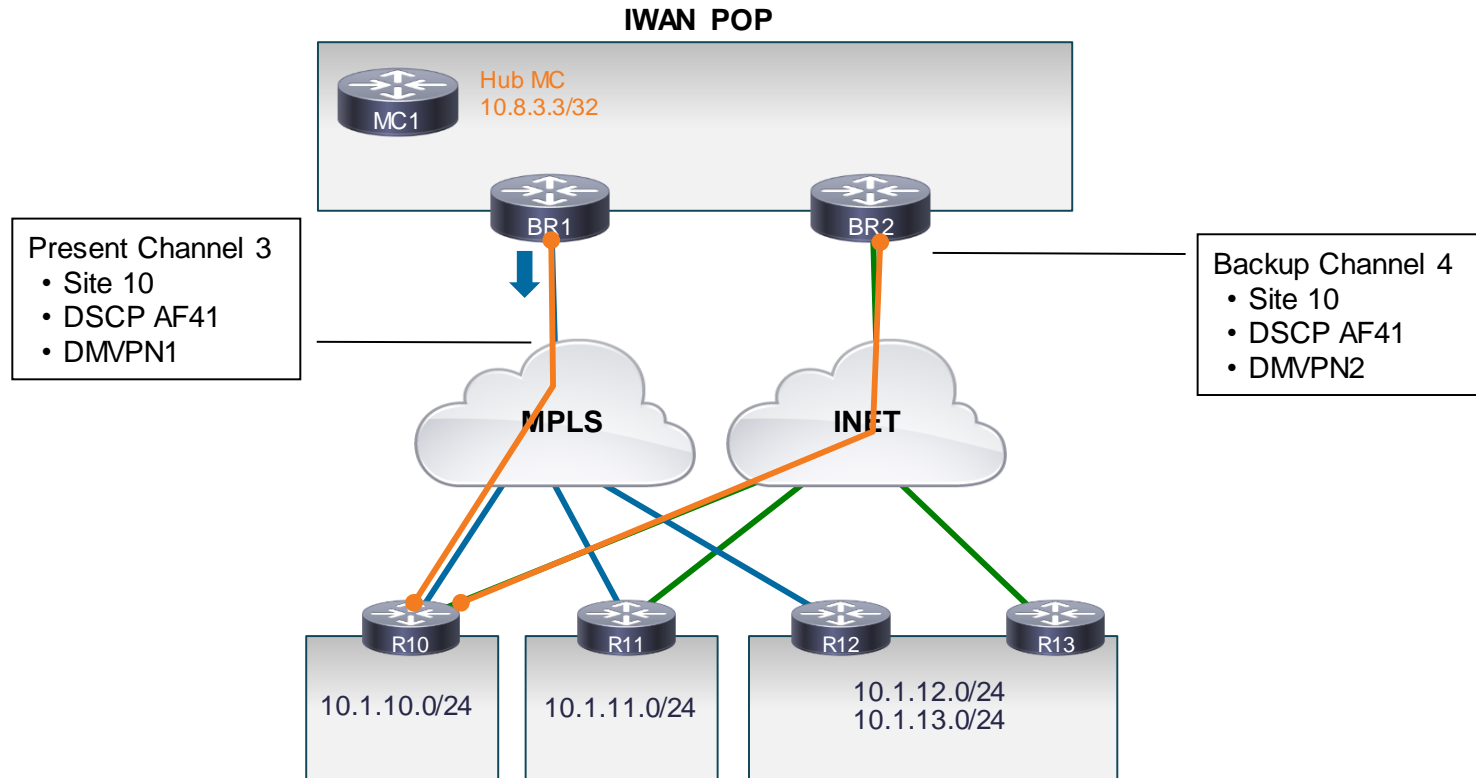 IWAN POP
Hub MC
10.8.3.3/32
MC1
BR1
BR2
Present Channel 3
• Site 10
• DSCP AF41
• DMVPN1
Backup Channel 4
• Site 10
• DSCP AF41
• DMVPN2
MPLS
INET
R10
R11
R12
R13
10.1.10.0/24
10.1.11.0/24
10.1.12.0/24
10.1.13.0/24